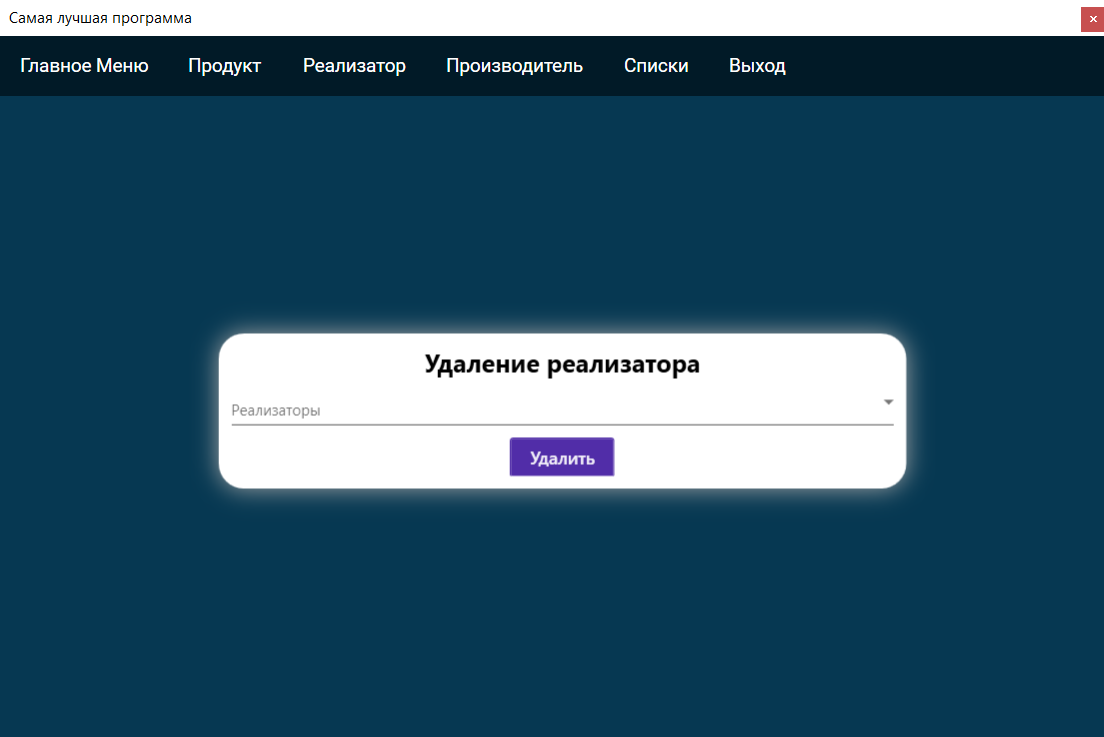 Самая лучшая программа
Главное Меню Продукт Реализатор Производитель Списки Выход
Удаление реализатора
Реализаторы
Удалить